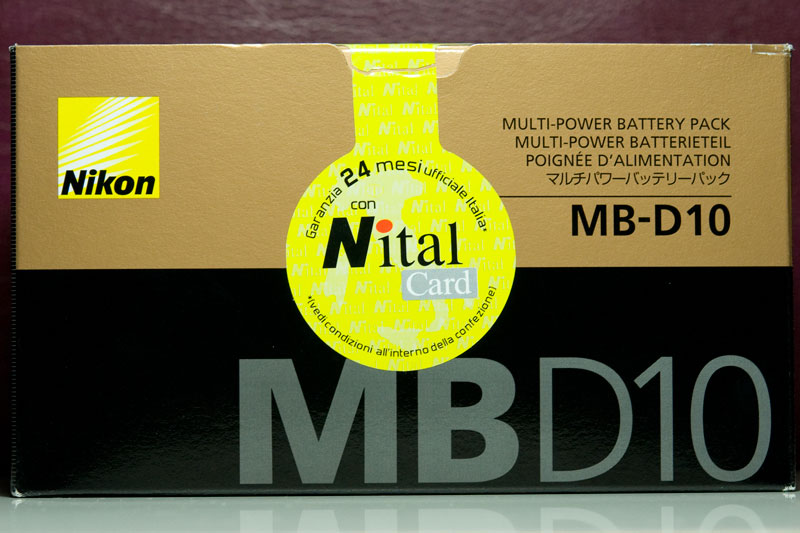 Nikon
MULTI-POWER BATTERY PACK
MULTI-POWER BATTERIETEIL
POIGNÉE D'ALIMENTATION
マルチパワーバッテリーパック
MB-D10
Garanzia 24 mesi ufficiale Italia*
con
Nital
Card
*(vedi condizioni all'interno della confezione)
MBD10